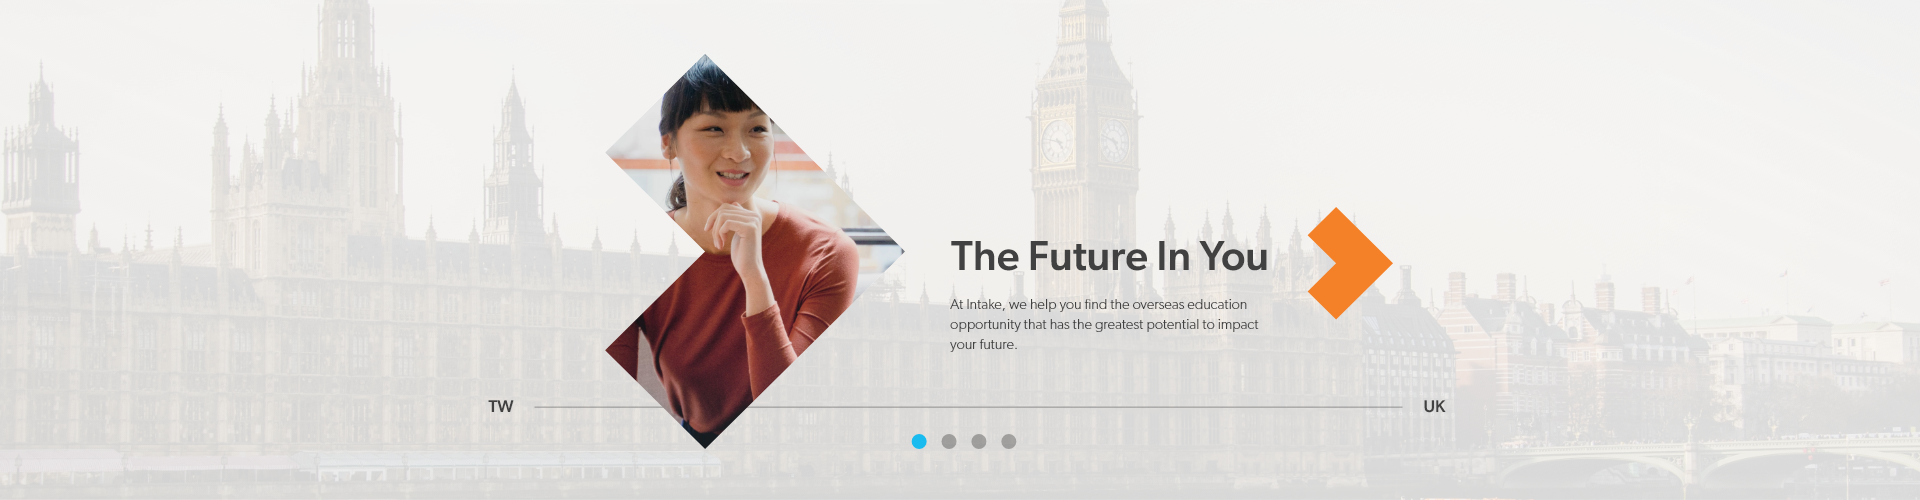 The Future In You
At Intake, we help you find the overseas education
opportunity that has the greatest potential to impact
your future.
TW
UK